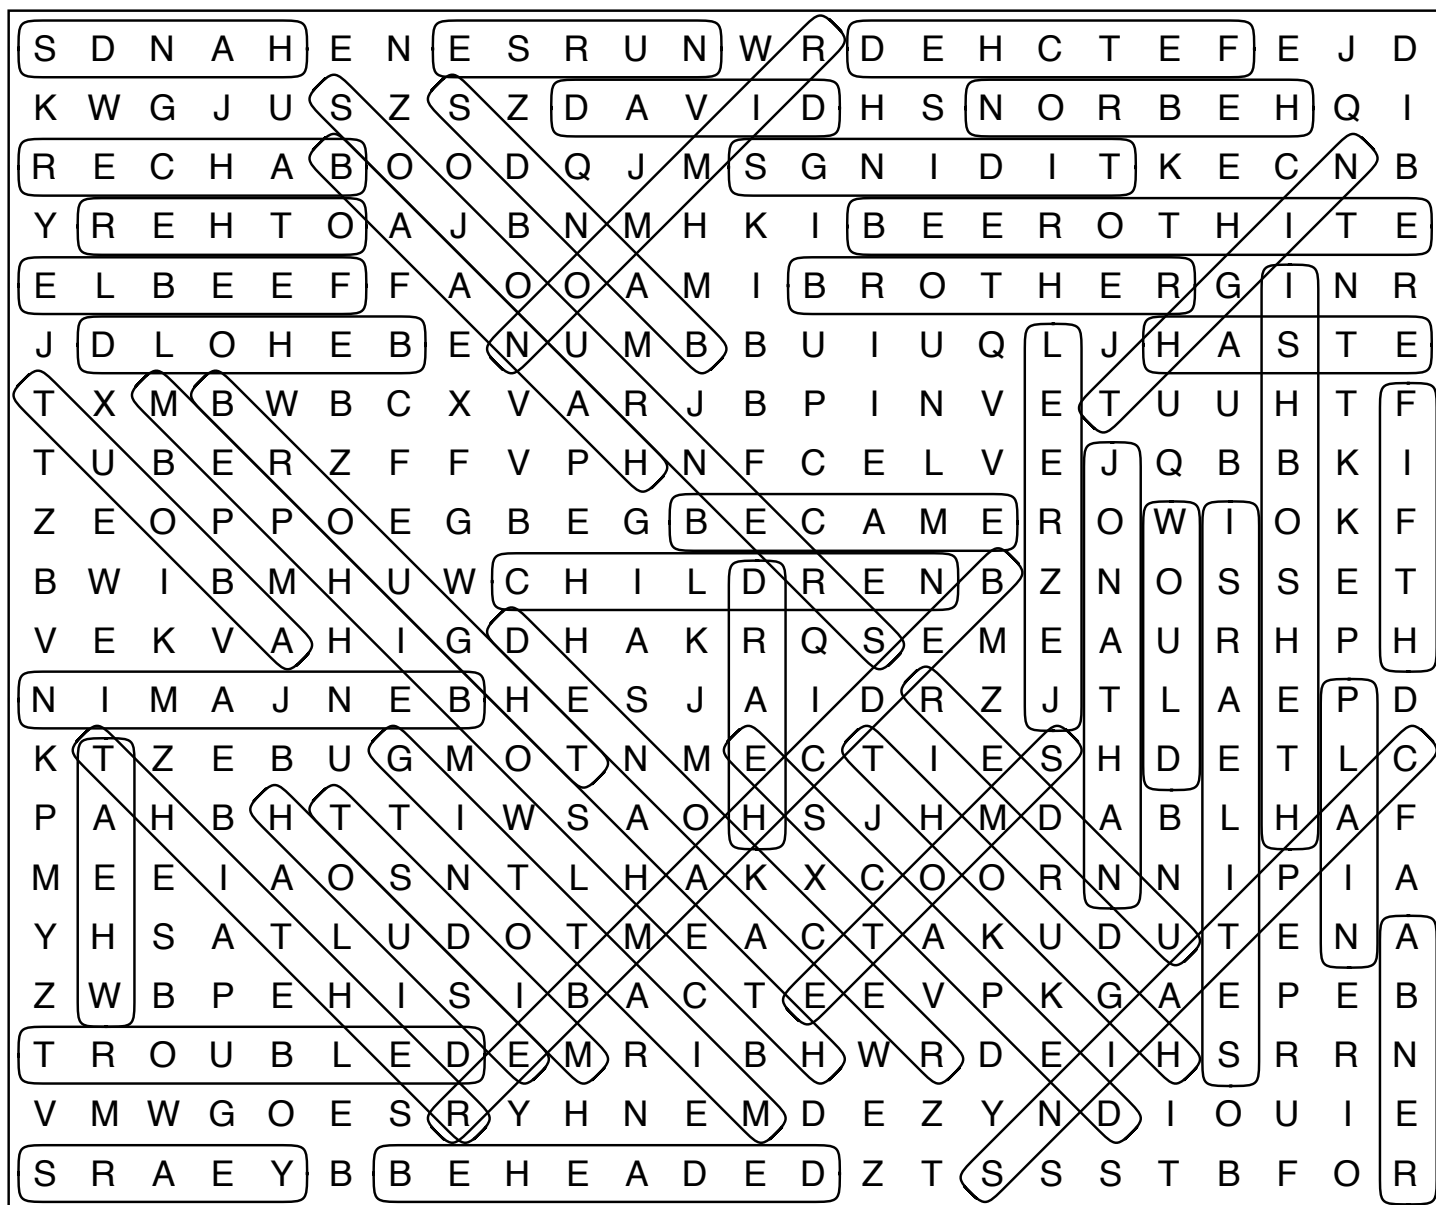 S D N A H E N E S R U N W R D E H C T E F E J D
K W G J U S Z S Z D A V I D H S N O R B E H Q I
R E C H A B O O D Q J M S G N I D I T K E C N B
Y R E H T O A J B N M H K I B E E R O T H I T E
E L B E E F F A O O A M I B R O T H E R G I N R
J D L O H E B E N U M B B U I U Q L J H A S T E
T X M B W B C X V A R J B P I N V E T U U H T F
T U B E R Z F F V P H N F C E L V E J Q B B K I
Z E O P P O E G B E G B E C A M E R O W I O K F
B W I B M H U W C H I L D R E N B Z N O S S E T
V E K V A H I G D H A K R Q S E M E A U R H P H
N I M A J N E B H E S J A I D R Z J T L A E P D
K T Z E B U G M O T N M E C T I E S H D E T L C
P A H B H T T I W S A O H S J H M D A B L H A F
M E E I A O S N T L H A K X C O O R N N I P I A
Y H S A T L U D O T M E A C T A K U D U T E N A
Z W B P E H I S I B A C T E E V P K G A E P E B
T R O U B L E D E M R I B H W R D E I H S R R N
V M W G O E S R Y H N E M D E Z Y N D I O U I E
S R A E Y B B E H E A D E D Z T S S S T B F O R